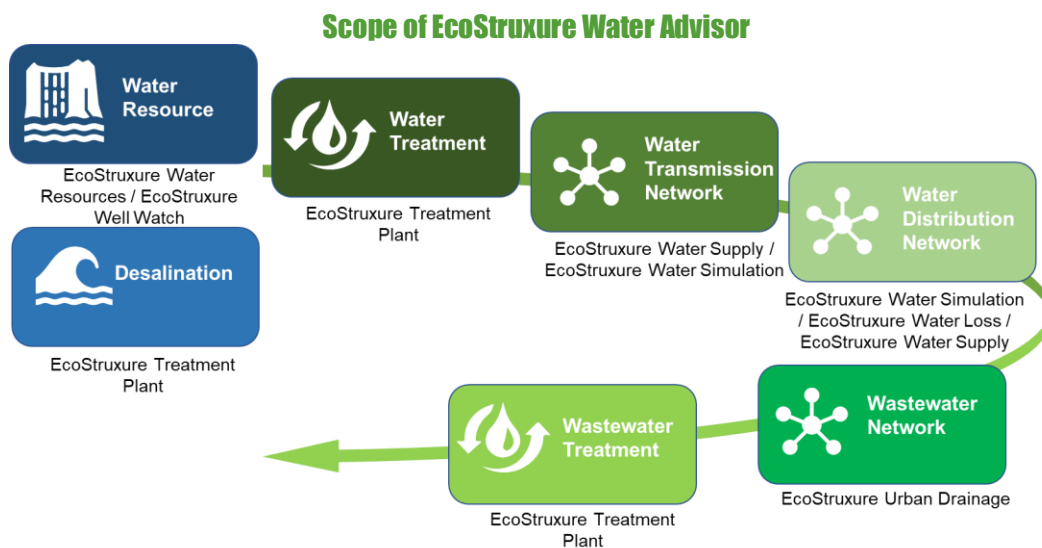 Scope of EcoStruxure Water Advisor
Water
Resource
EcoStruxure Water
Resources / EcoStruxure
Well Watch
Desalination
EcoStruxure Treatment
Plant
Water
Treatment
EcoStruxure Treatment
Plant
Water
Transmission
Network
EcoStruxure Water Supply /
EcoStruxure Water Simulation
Water
Distribution
Network
EcoStruxure Water Simulation
/ EcoStruxure Water Loss /
EcoStruxure Water Supply
Wastewater
Network
EcoStruxure Urban Drainage
Wastewater
Treatment
EcoStruxure Treatment
Plant